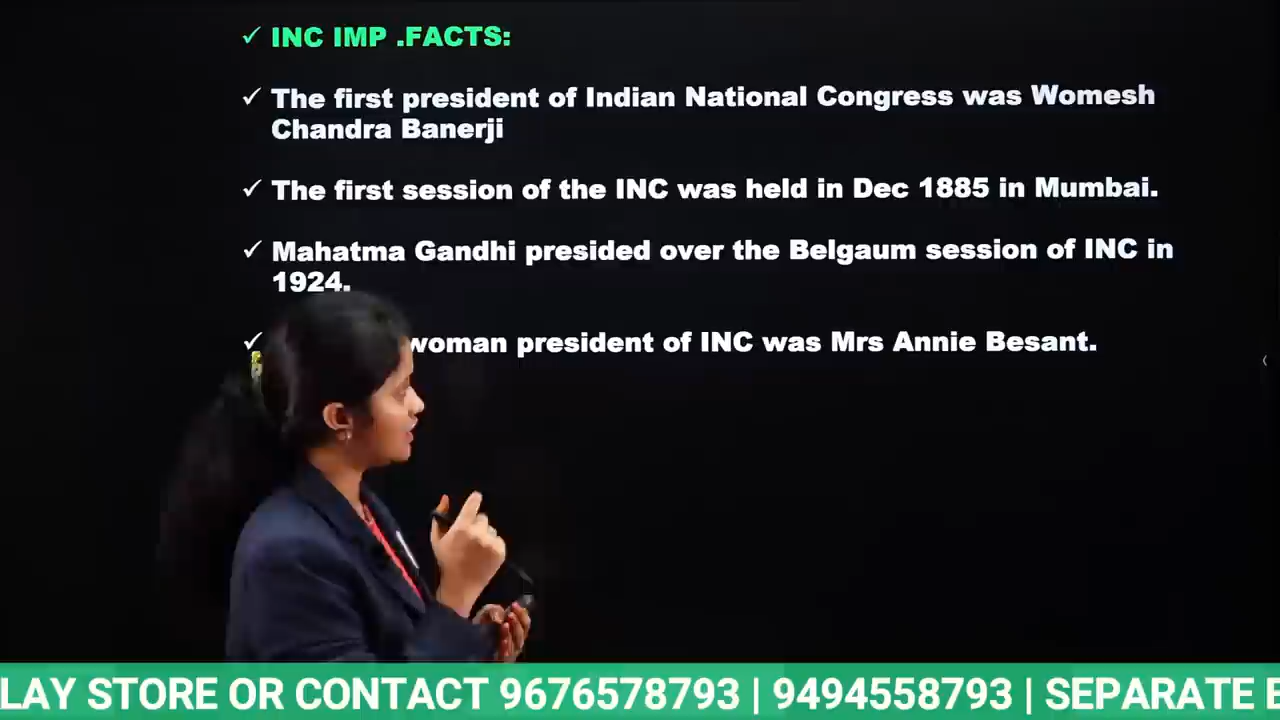 ✓ INC IMP .FACTS:
✓ The first president of Indian National Congress was Womesh
Chandra Banerji
✓ The first session of the INC was held in Dec 1885 in Mumbai.
✓ Mahatma Gandhi presided over the Belgaum session of INC in
1924.
✓ woman president of INC was Mrs Annie Besant.
LAY STORE OR CONTACT 9676578793 | 9494558793 | SEPARATE E